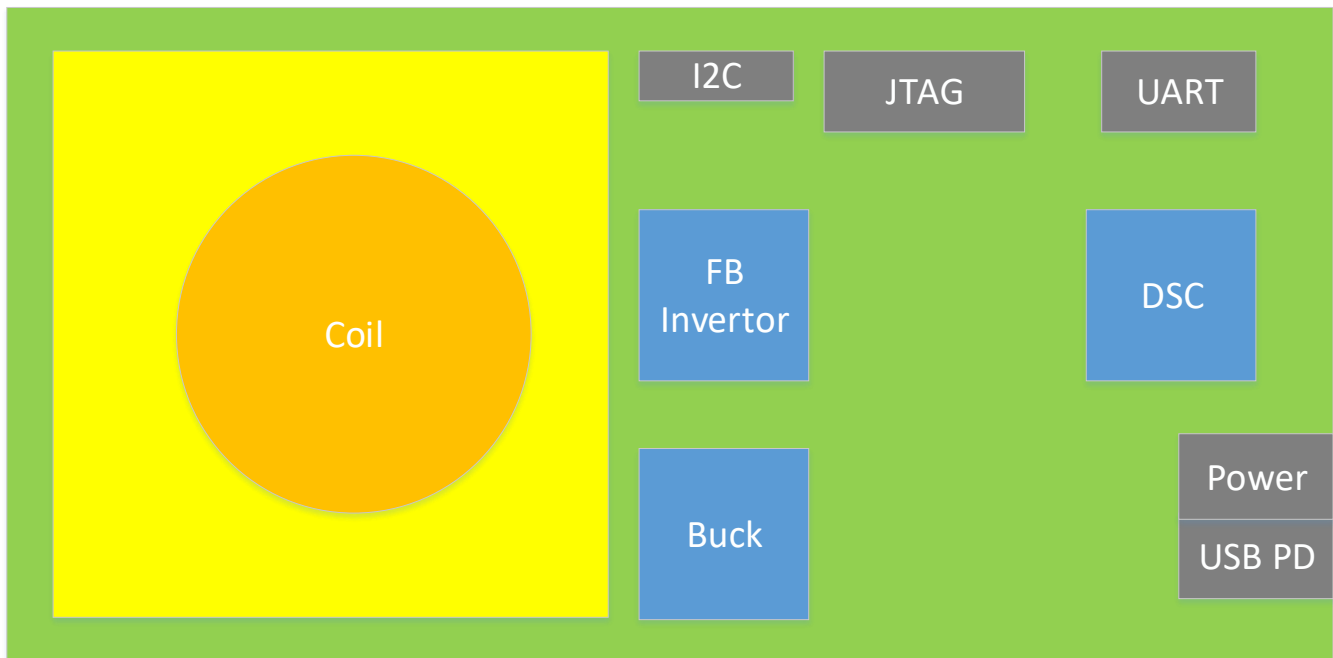 I2C
JTAG
UART
FB
Invertor
DSC
Coil
Power
Buck
USB PD